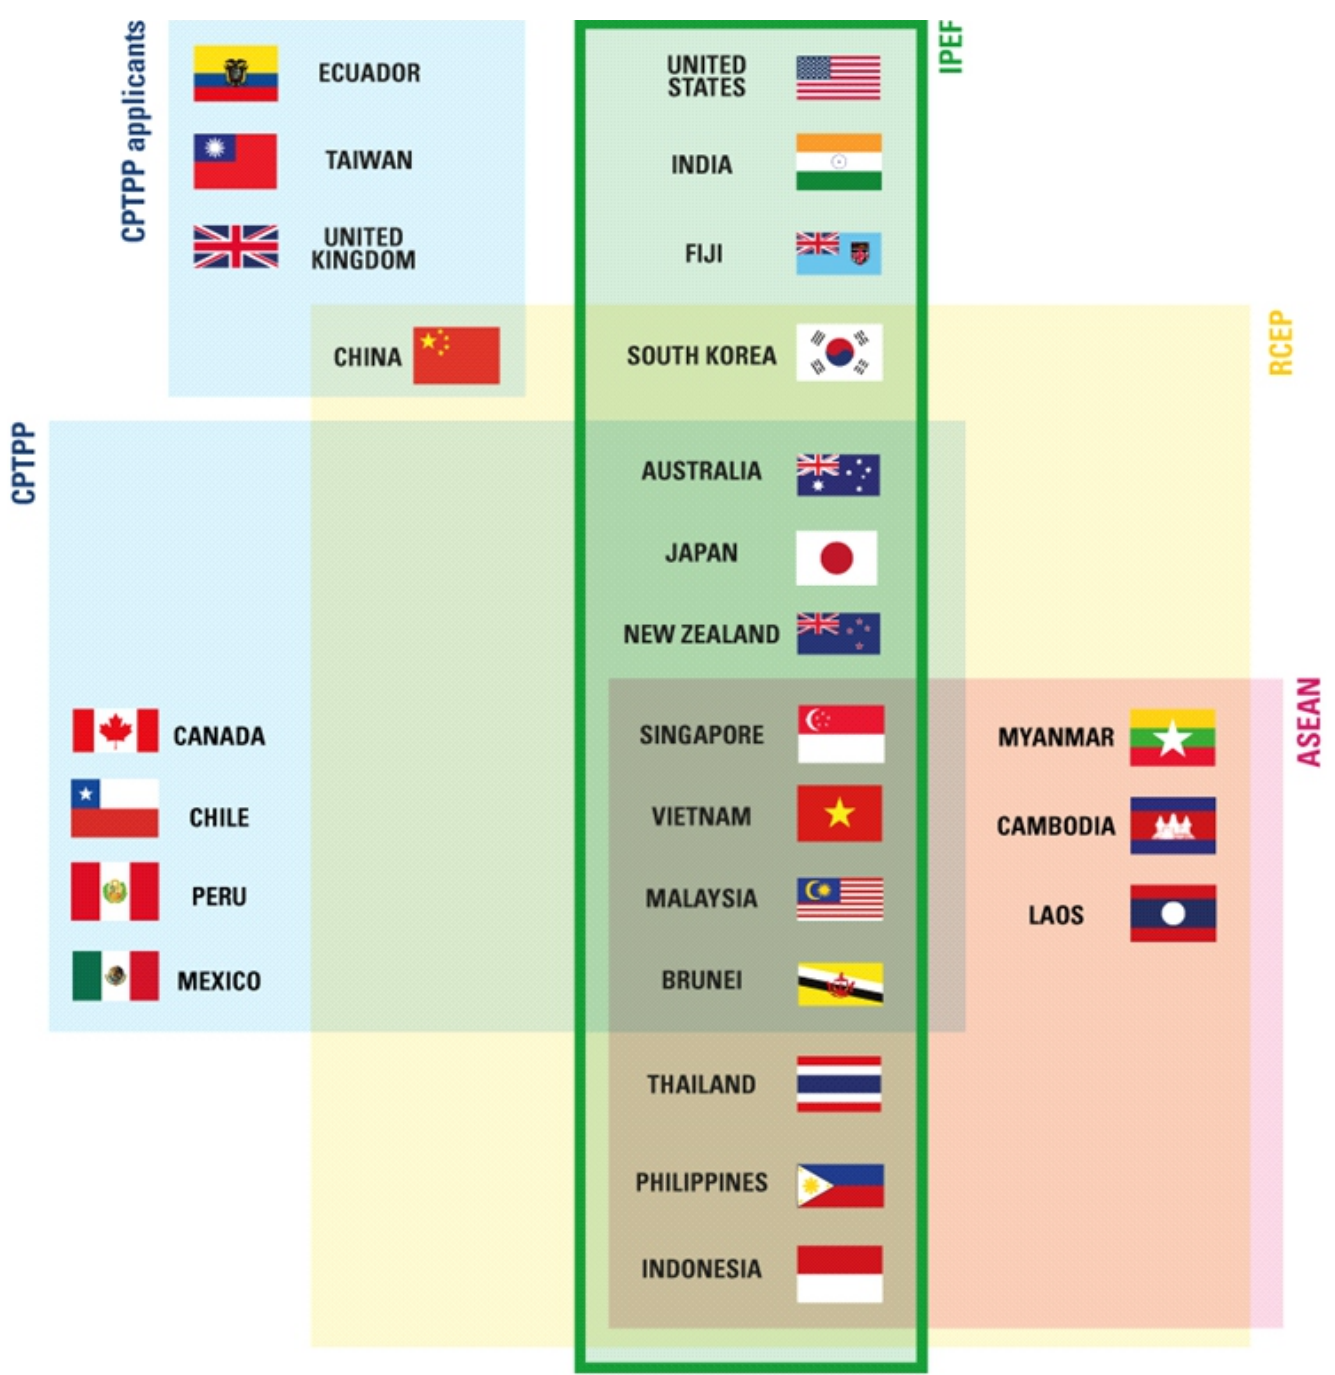 CPTPP applicants
ECUADOR
TAIWAN
UNITED
KINGDOM
CHINA
IPEF
UNITED
STATES
INDIA
FIJI
SOUTH KOREA
RCEP
CPTPP
AUSTRALIA
JAPAN
NEW ZEALAND
CANADA
CHILE
PERU
MEXICO
SINGAPORE
VIETNAM
MALAYSIA
BRUNEI
THAILAND
PHILIPPINES
INDONESIA
MYANMAR
CAMBODIA
LAOS
ASEAN